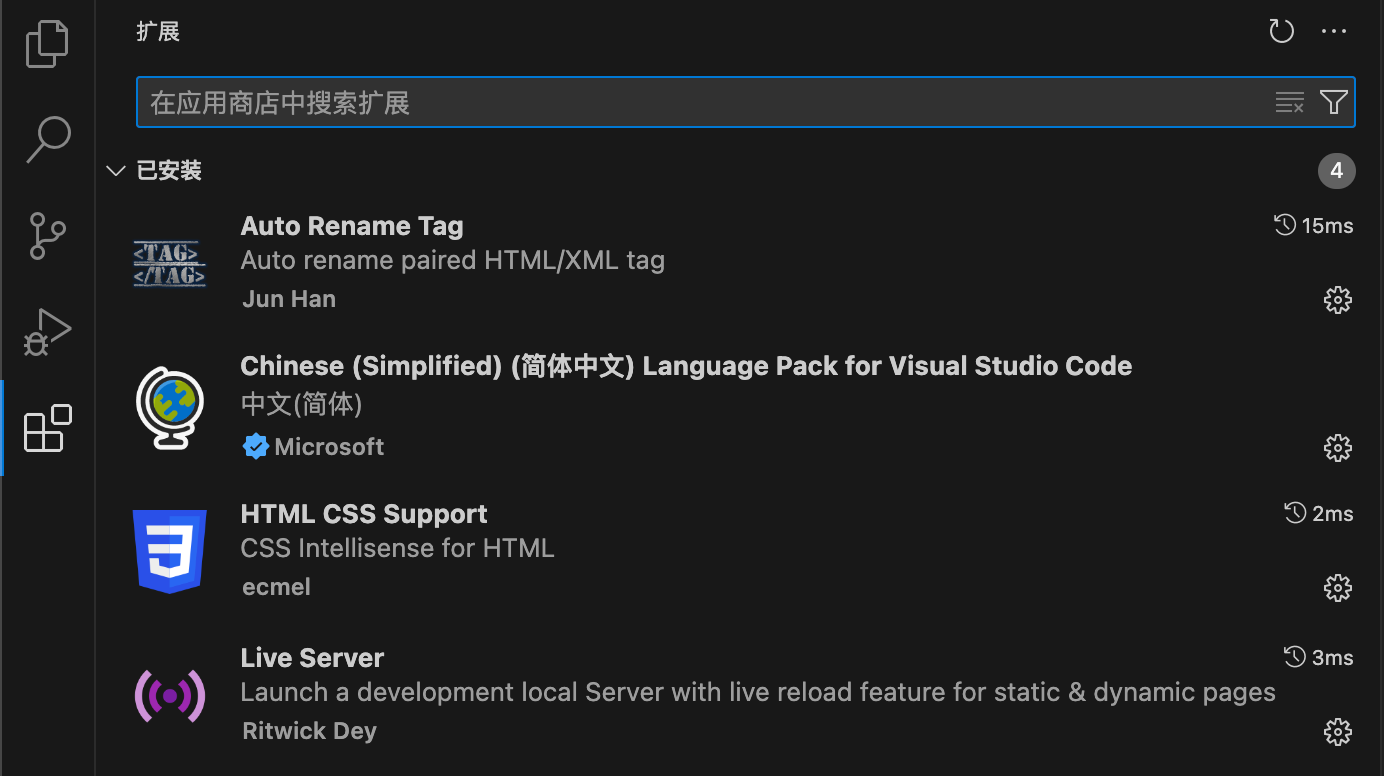 扩展
在应用商店中搜索扩展
已安装
4
<TAG>
</TAG>
Auto Rename Tag
15ms
Auto rename paired HTML/XML tag
Jun Han
Chinese (Simplified) (简体中文) Language Pack for Visual Studio Code
中文(简体)
Microsoft
HTML CSS Support
2ms
CSS Intellisense for HTML
ecmel
Live Server
3ms
Launch a development local Server with live reload feature for static & dynamic pages
Ritwick Dey